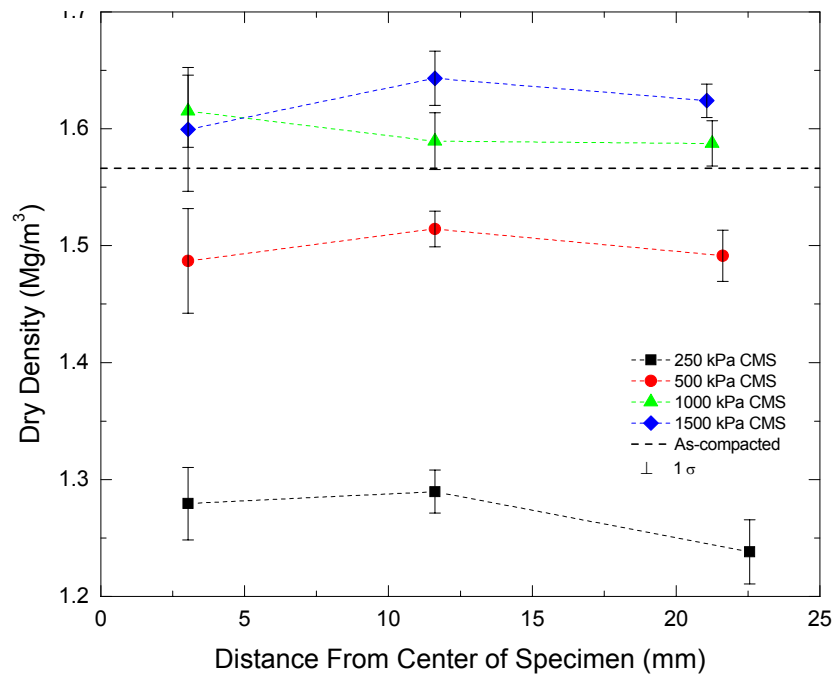 1.7
1.6
1.5
1.4
1.3
1.2
Dry Density (Mg/m³)
250 kPa CMS
500 kPa CMS
1000 kPa CMS
1500 kPa CMS
As-compacted
⊥ 1 σ
0 5 10 15 20 25
Distance From Center of Specimen (mm)